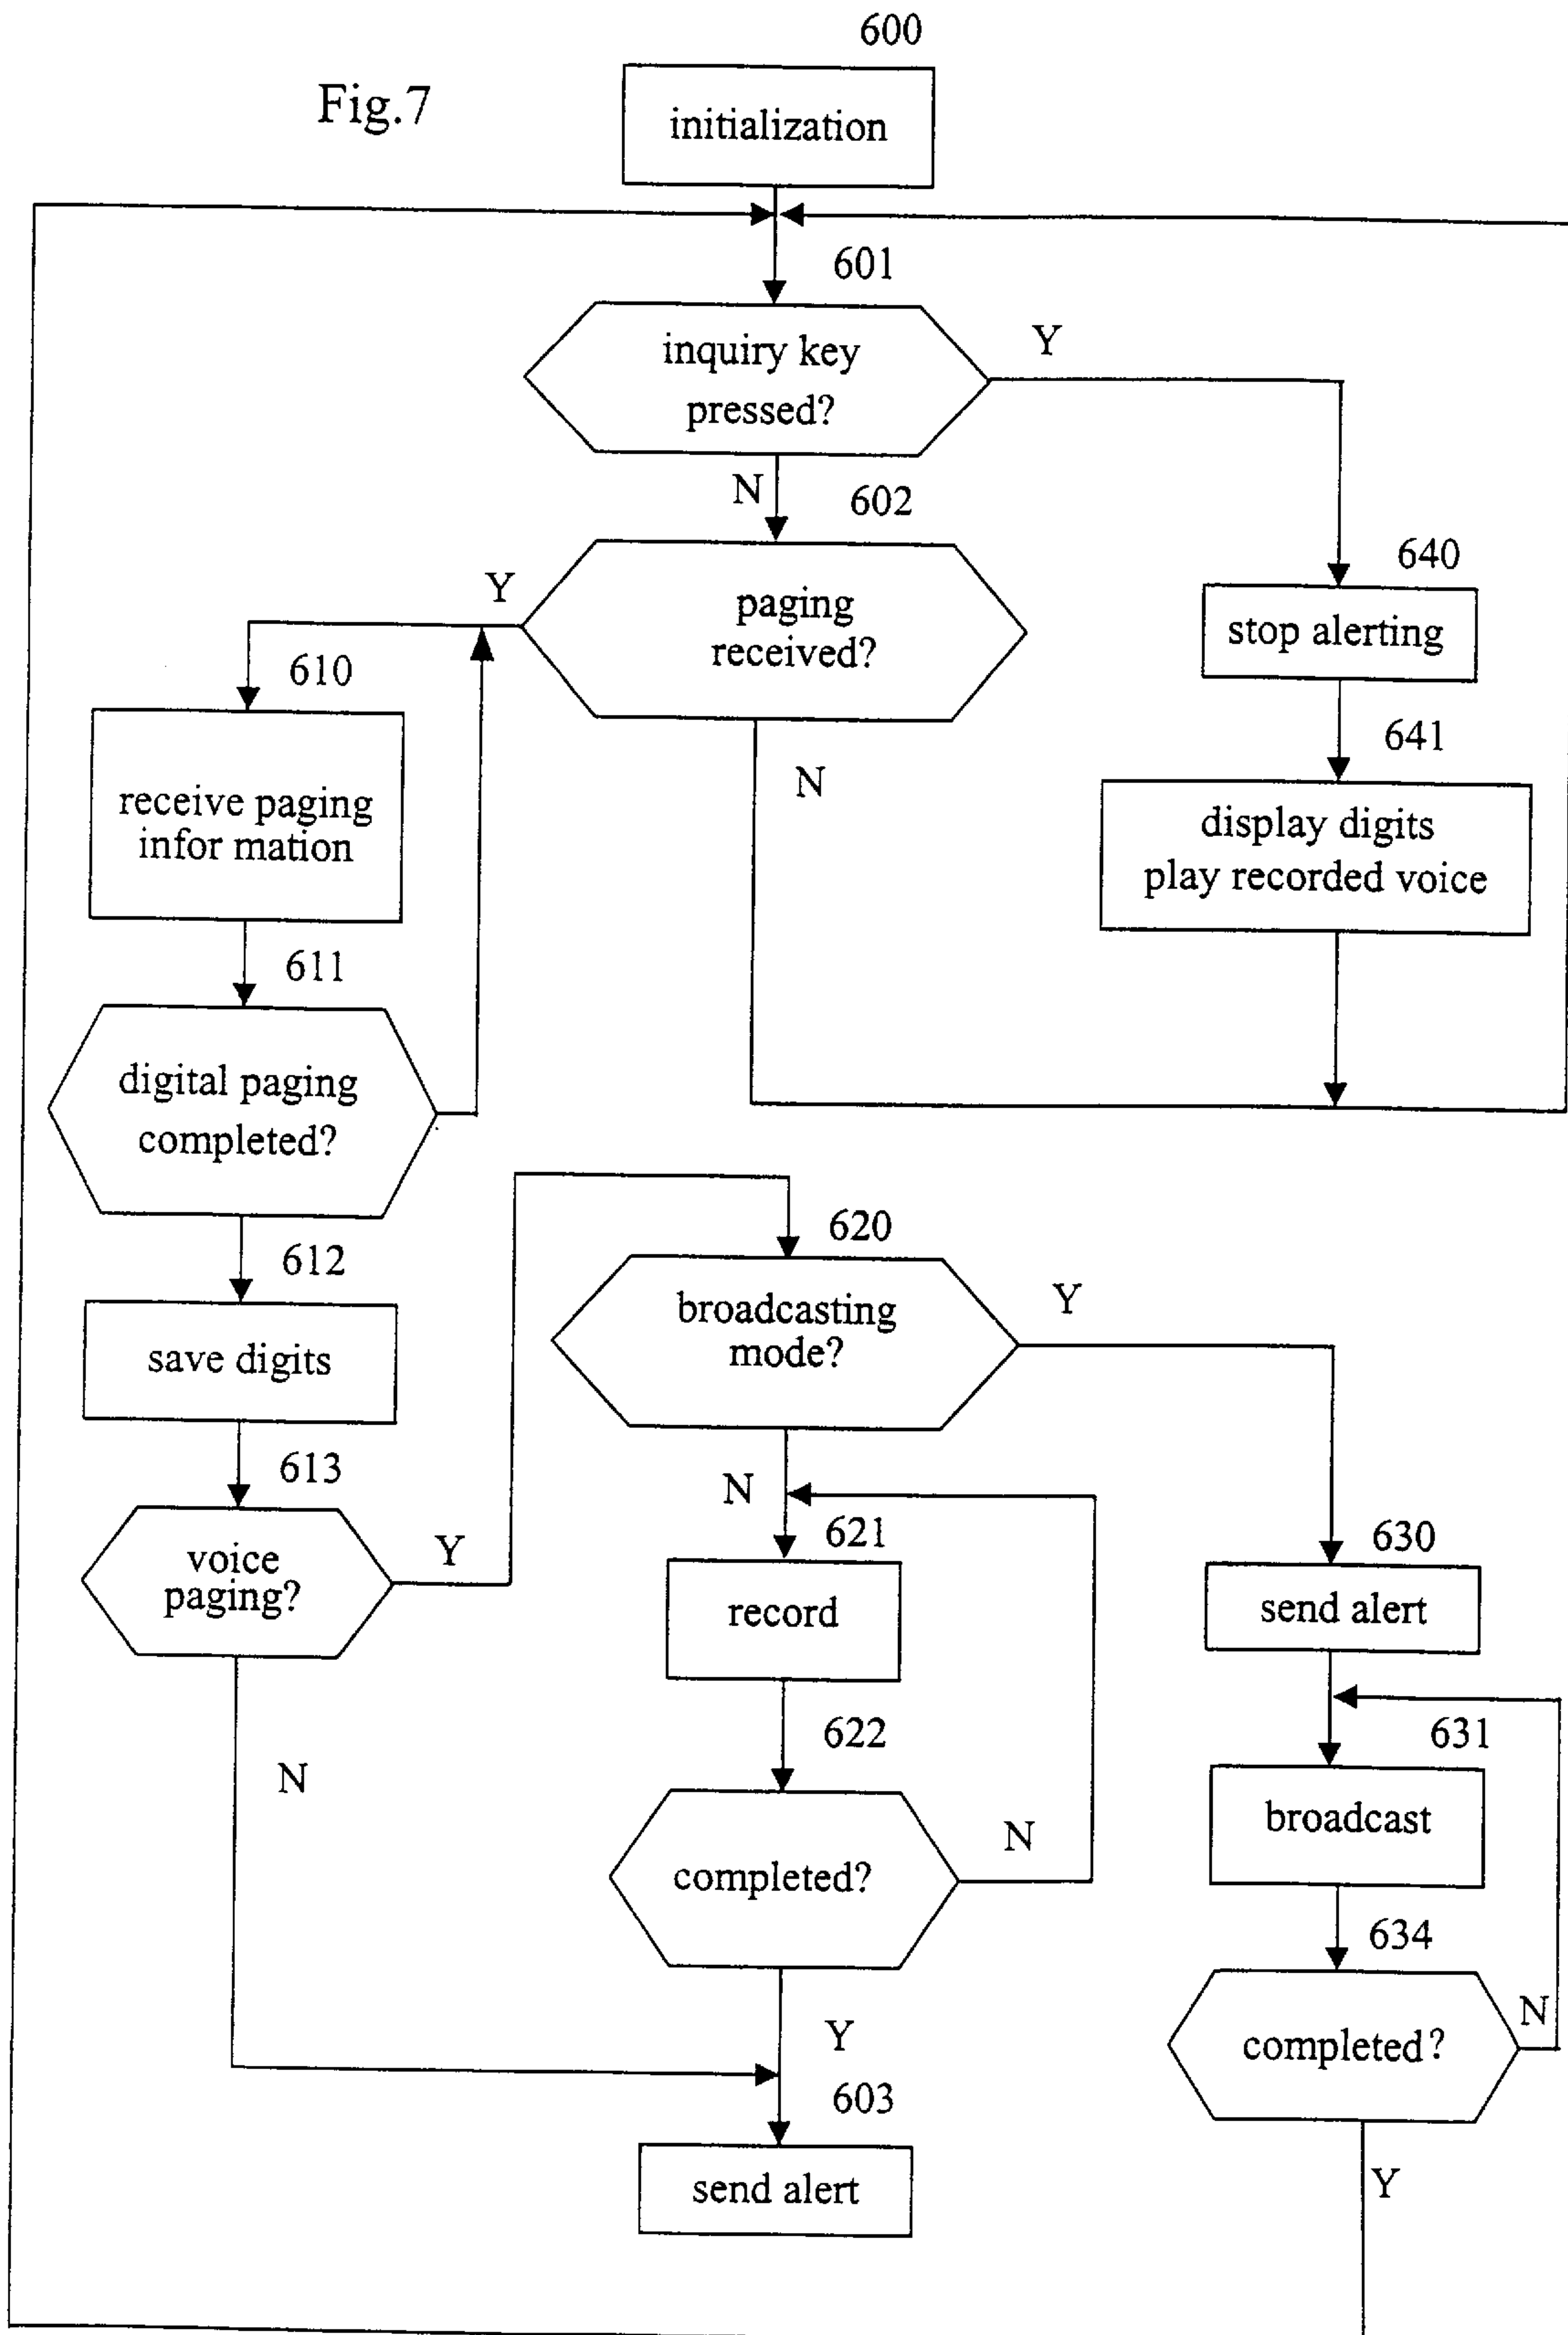 600
Fig.7
initialization
601
inquiry key
pressed?
Y
N
602
paging
received?
Y
N
640
stop alerting
641
display digits
play recorded voice
610
receive paging
infor mation
611
digital paging
completed?
612
save digits
613
voice
paging?
Y
N
620
broadcasting
mode?
Y
N
621
record
622
completed?
N
Y
603
send alert
630
send alert
631
broadcast
634
completed?
N
Y